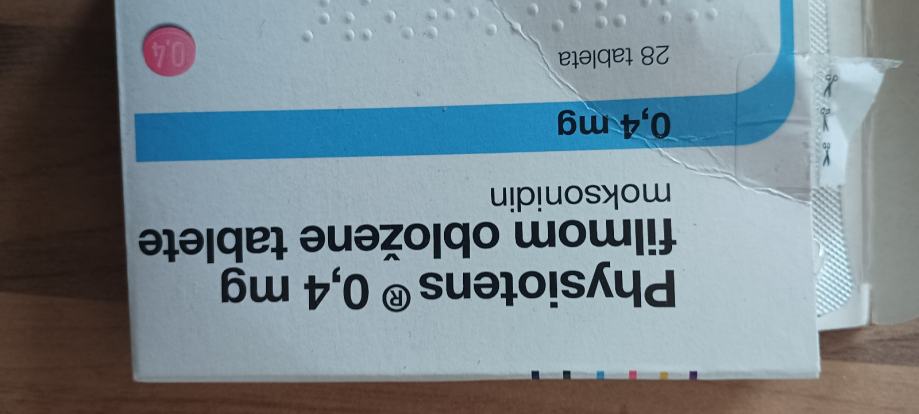 Physiotens® 0,4 mg
filmom obložene tablete
moksonidin
0,4 mg
28 tableta
0,4